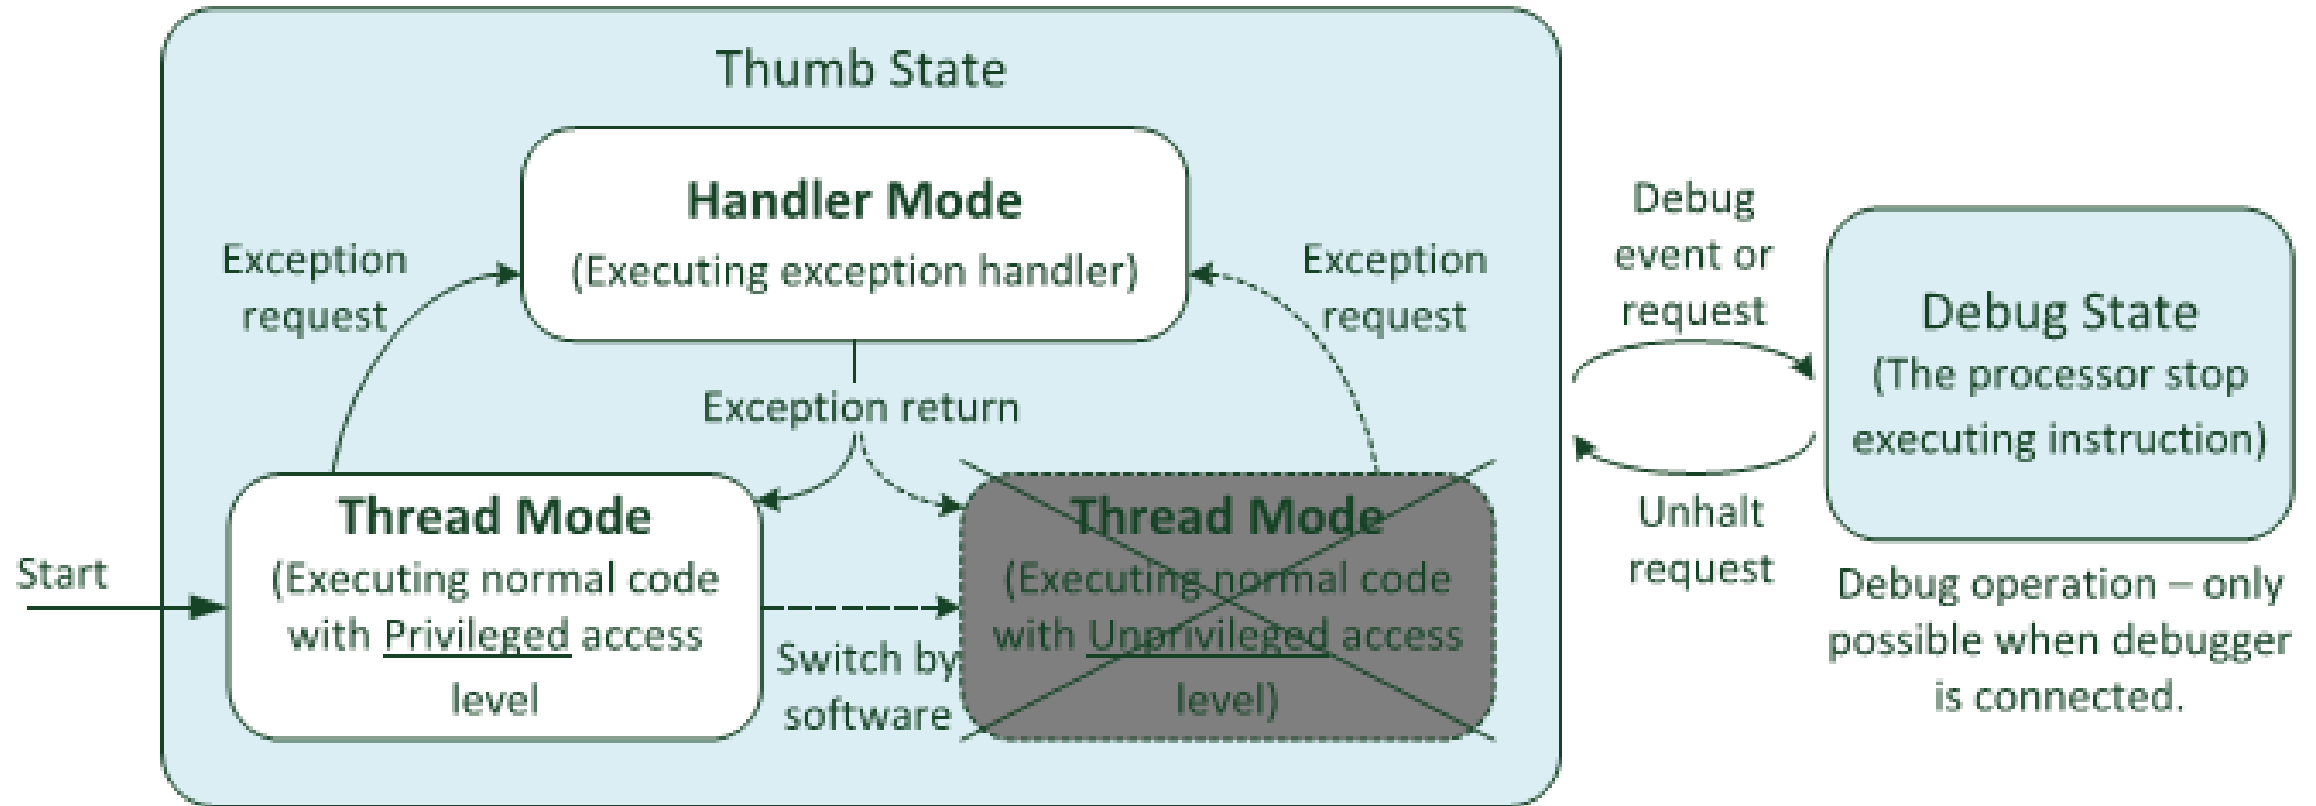 Thumb State
Handler Mode
(Executing exception handler)
Exception
request
Exception
request
Exception return
Start
Thread Mode
(Executing normal code
with Privileged access
level
Switch by
software
Thread Mode
(Executing normal code
with Unprivileged access
level)
Debug
event or
request
Unhalt
request
Debug State
(The processor stop
executing instruction)
Debug operation – only
possible when debugger
is connected.